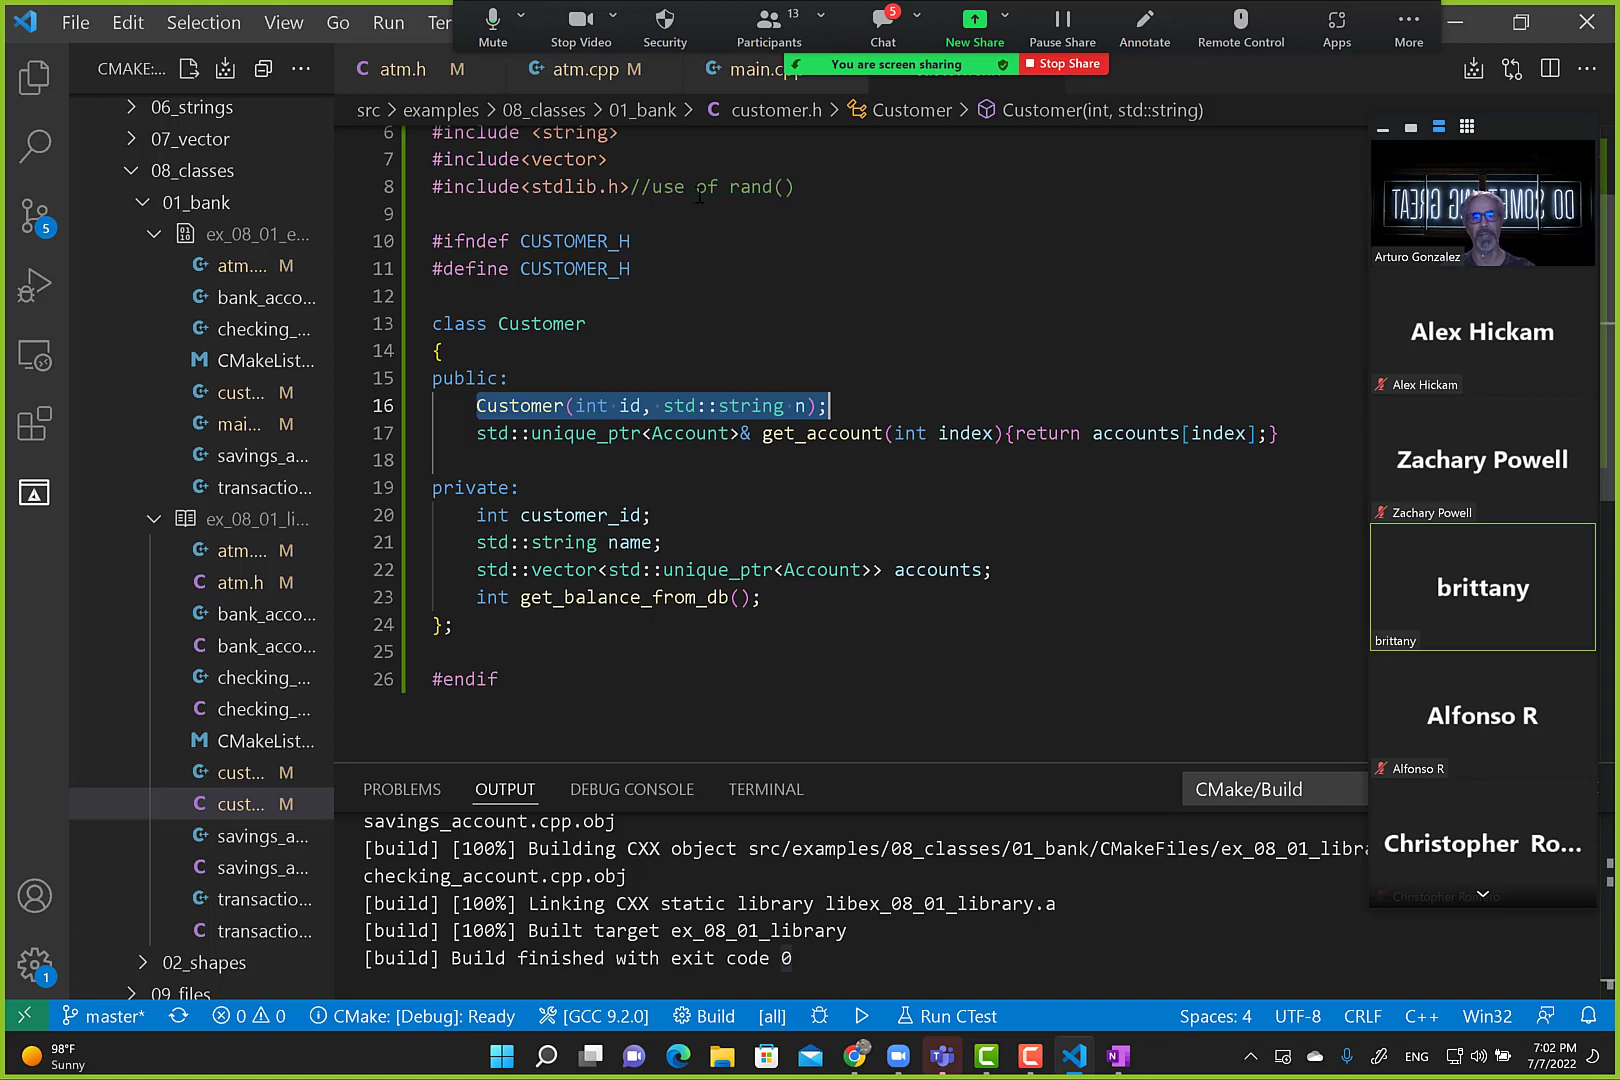 File Edit Selection View Go Run Ter
Mute Stop Video Security Participants 13 Chat 5 New Share Pause Share Annotate Remote Control Apps More
You are screen sharing Stop Share
CMAKE:...
atm.h M atm.cpp M main.cpp
src > examples > 08_classes > 01_bank > C customer.h > Customer > Customer(int, std::string)
06_strings
07_vector
08_classes
01_bank
ex_08_01_e...
atm.... M
bank_acco...
checking_...
CMakeList...
cust... M
mai... M
savings_a...
transactio...
ex_08_01_li...
atm.... M
atm.h M
bank_acco...
bank_acco...
checking_...
checking_...
CMakeList...
cust... M
cust... M
savings_a...
savings_a...
transactio...
transactio...
02_shapes
09_files
5
1
6 #include <string>
7 #include<vector>
8 #include<stdlib.h>//use of rand()
9
10 #ifndef CUSTOMER_H
11 #define CUSTOMER_H
12
13 class Customer
14 {
15 public:
16 Customer(int id, std::string n);
17 std::unique_ptr<Account>& get_account(int index){return accounts[index];}
18
19 private:
20 int customer_id;
21 std::string name;
22 std::vector<std::unique_ptr<Account>> accounts;
23 int get_balance_from_db();
24 };
25
26 #endif
PROBLEMS OUTPUT DEBUG CONSOLE TERMINAL CMake/Build
savings_account.cpp.obj
[build] [100%] Building CXX object src/examples/08_classes/01_bank/CMakeFiles/ex_08_01_libra
checking_account.cpp.obj
[build] [100%] Linking CXX static library libex_08_01_library.a
[build] [100%] Built target ex_08_01_library
[build] Build finished with exit code 0
DO SOMETHING GREAT
Arturo Gonzalez
Alex Hickam
Alex Hickam
Zachary Powell
Zachary Powell
brittany
brittany
Alfonso R
Alfonso R
Christopher Ro...
Christopher Romero
master* 0 0 CMake: [Debug]: Ready [GCC 9.2.0] Build [all] Run CTest Spaces: 4 UTF-8 CRLF C++ Win32
98°F
Sunny
ENG
7:02 PM
7/7/2022